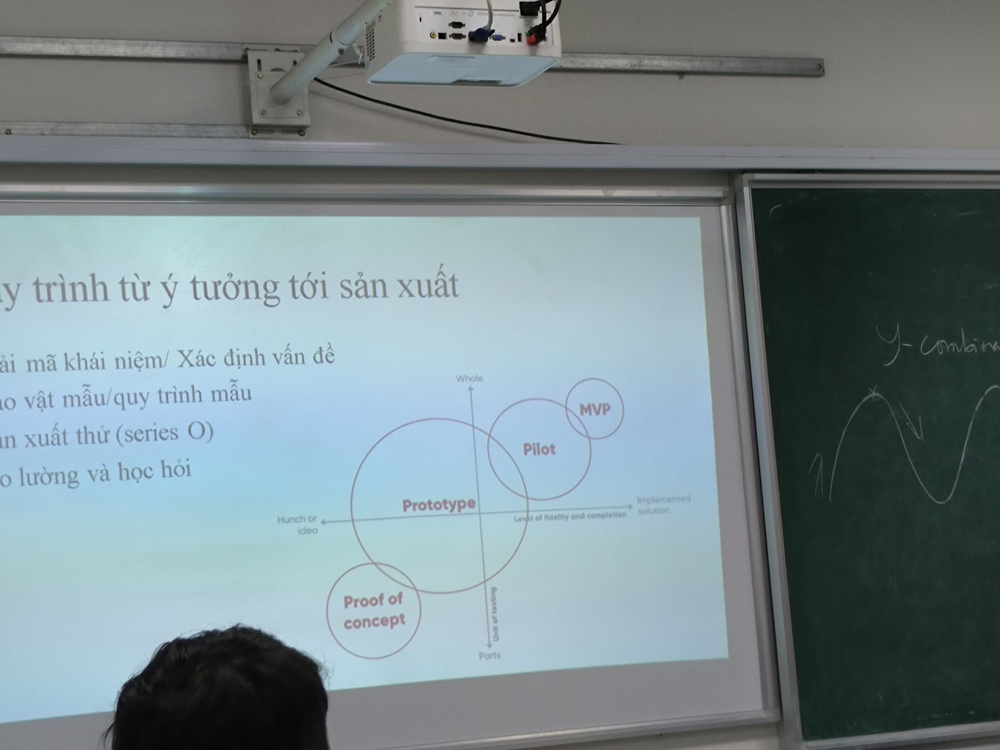 trình từ ý tưởng tới sản xuất
mã khái niệm/ Xác định vấn đề
vật mẫu/quy trình mẫu
xuất thử (series O)
lường và học hỏi
Whole
MVP
Pilot
Prototype
Hunch or
idea
Level of fidelity and completion
Implemented
solution
Proof of
concept
Unit of testing
Parts
Y-combina